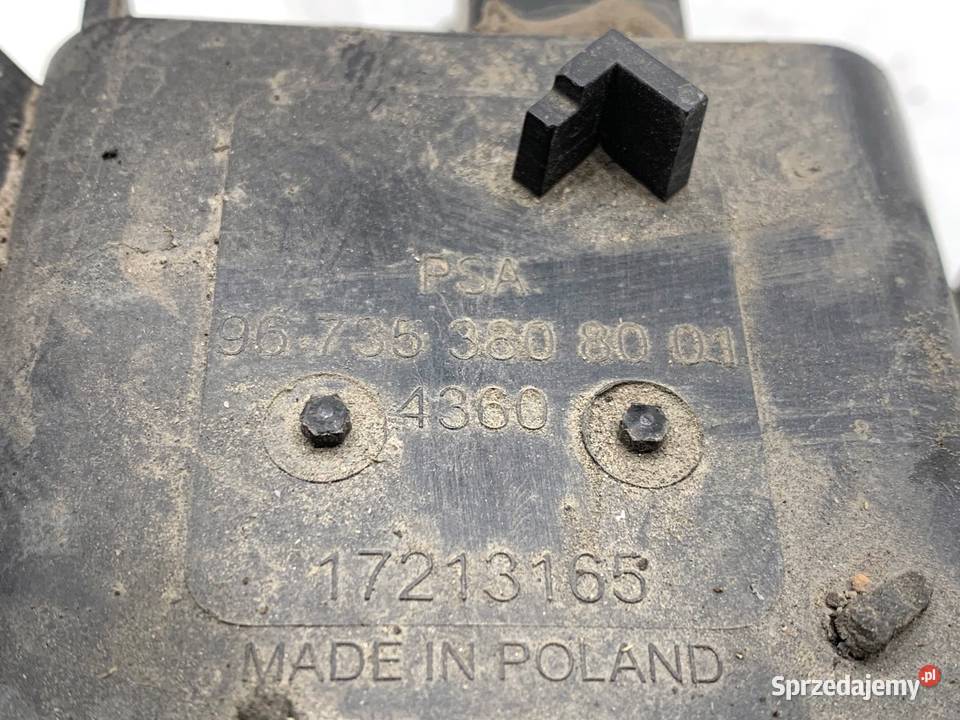 PSA
96 735 380 80 01
4360
17213165
MADE IN POLAND
Sprzedajemy.pl